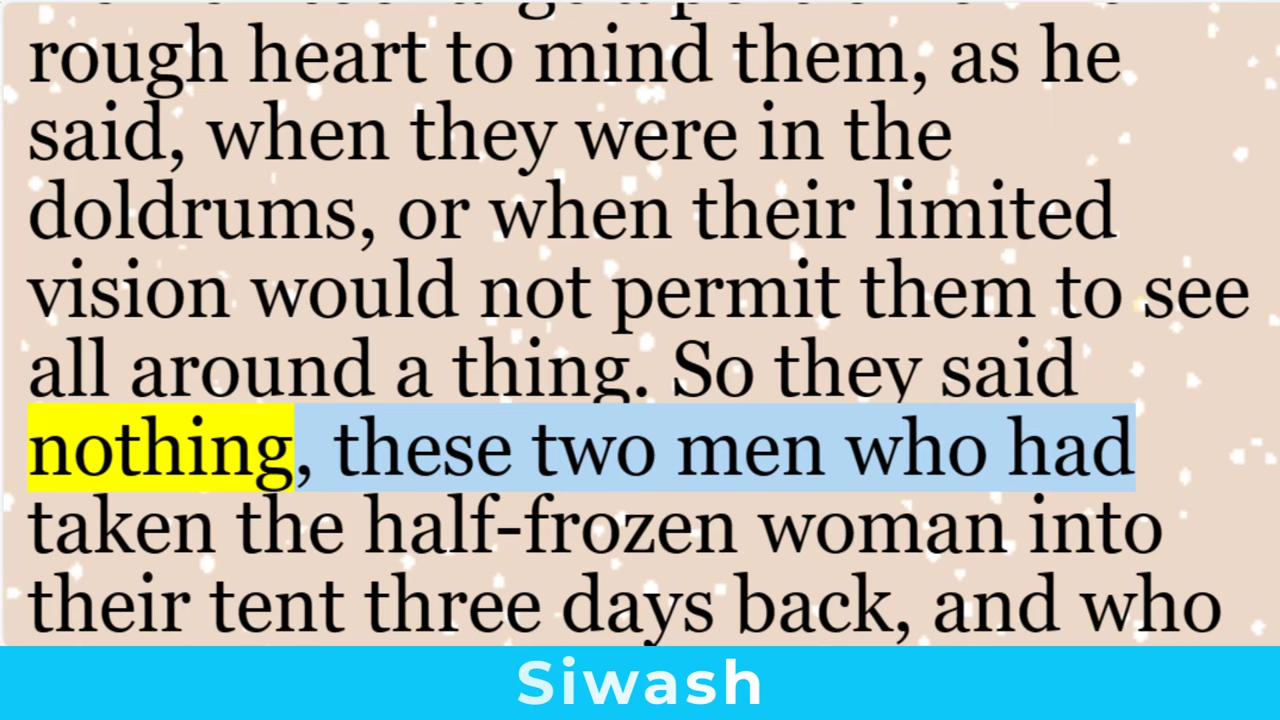 rough heart to mind them, as he
said, when they were in the
doldrums, or when their limited
vision would not permit them to see
all around a thing. So they said
nothing, these two men who had
taken the half-frozen woman into
their tent three days back, and who
Siwash